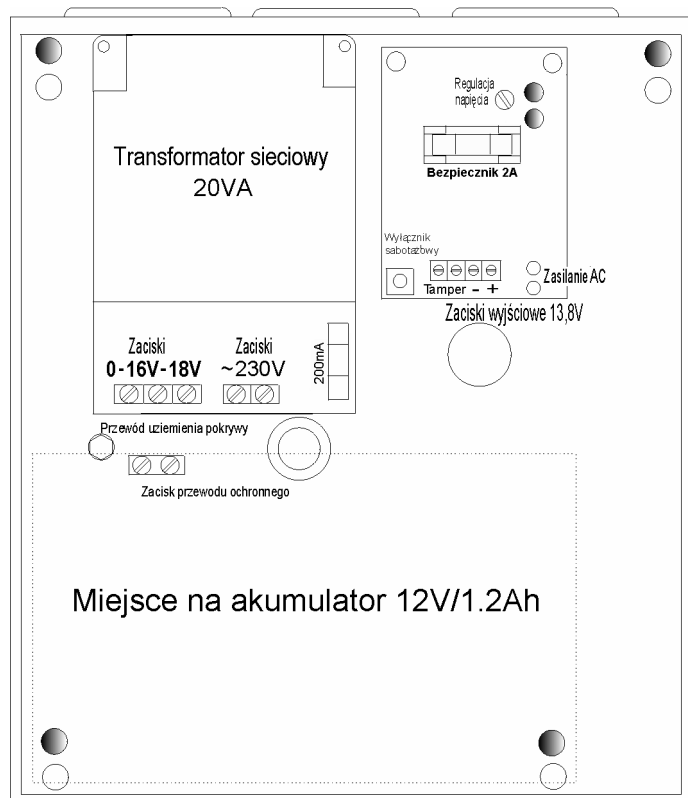 Transformator sieciowy
20VA
Regulacja
napięcia
Bezpiecznik 2A
Wyłącznik
sabotażowy
Tamper - +
Zasilanie AC
Zaciski wyjściowe 13,8V
Zaciski
0-16V-18V
Zaciski
~230V
200mA
Przewód uziemienia pokrywy
Zacisk przewodu ochronnego
Miejsce na akumulator 12V/1.2Ah